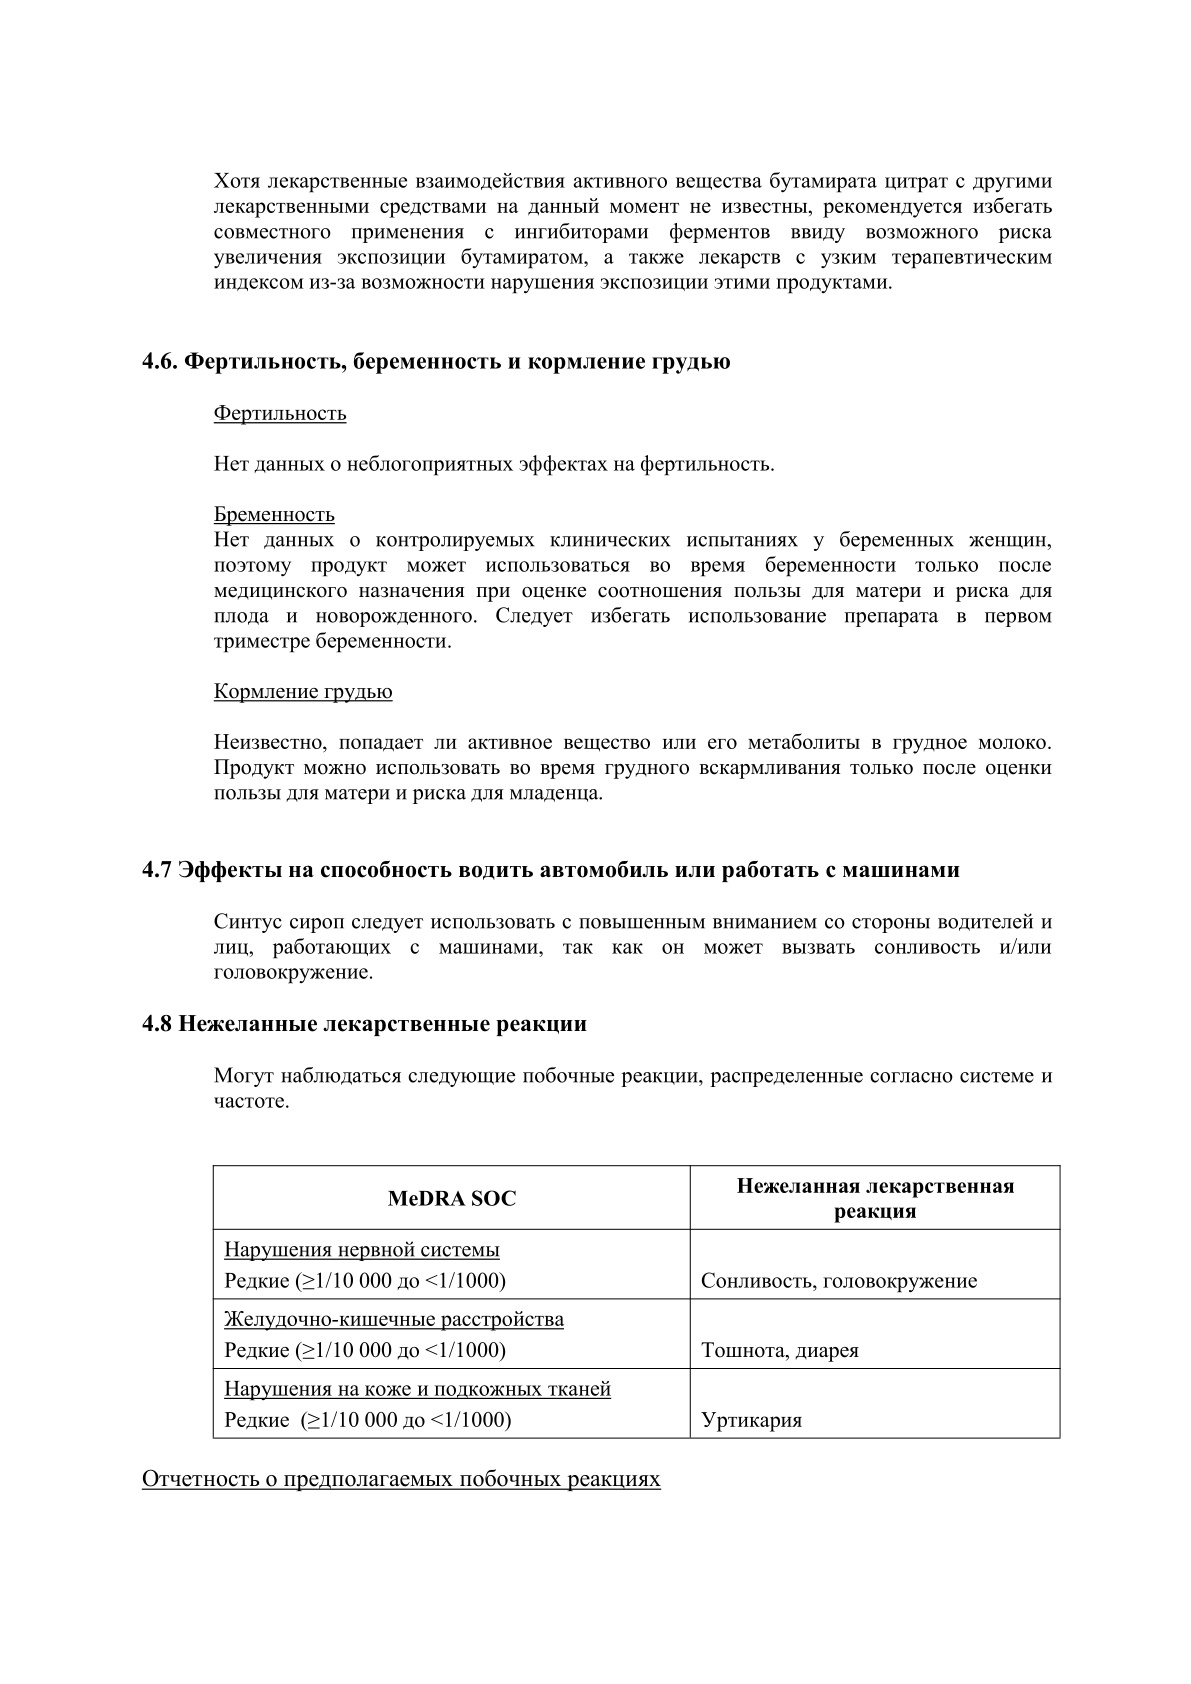 Хотя лекарственные взаимодействия активного вещества бутамирата цитрат с другими
лекарственными средствами на данный момент не известны, рекомендуется избегать
совместного применения с ингибиторами ферментов ввиду возможного риска
увеличения экспозиции бутамиратом, а также лекарств с узким терапевтическим
индексом из-за возможности нарушения экспозиции этими продуктами.
4.6. Фертильность, беременность и кормление грудью
Фертильность
Нет данных о неблогоприятных эффектах на фертильность.
Бременность
Нет данных о контролируемых клинических испытаниях у беременных женщин,
поэтому продукт может использоваться во время беременности только после
медицинского назначения при оценке соотношения пользы для матери и риска для
плода и новорожденного. Следует избегать использование препарата в первом
триместре беременности.
Кормление грудью
Неизвестно, попадает ли активное вещество или его метаболиты в грудное молоко.
Продукт можно использовать во время грудного вскармливания только после оценки
пользы для матери и риска для младенца.
4.7 Эффекты на способность водить автомобиль или работать с машинами
Синтус сироп следует использовать с повышенным вниманием со стороны водителей и
лиц, работающих с машинами, так как он может вызвать сонливость и/или
головокружение.
4.8 Нежеланные лекарственные реакции
Могут наблюдаться следующие побочные реакции, распределенные согласно системе и
частоте.
MeDRA SOC
Нежеланная лекарственная
реакция
Нарушения нервной системы
Редкие (≥1/10 000 до <1/1000)
Сонливость, головокружение
Желудочно-кишечные расстройства
Редкие (≥1/10 000 до <1/1000)
Тошнота, диарея
Нарушения на коже и подкожных тканей
Редкие (≥1/10 000 до <1/1000)
Уртикария
Отчетность о предполагаемых побочных реакциях